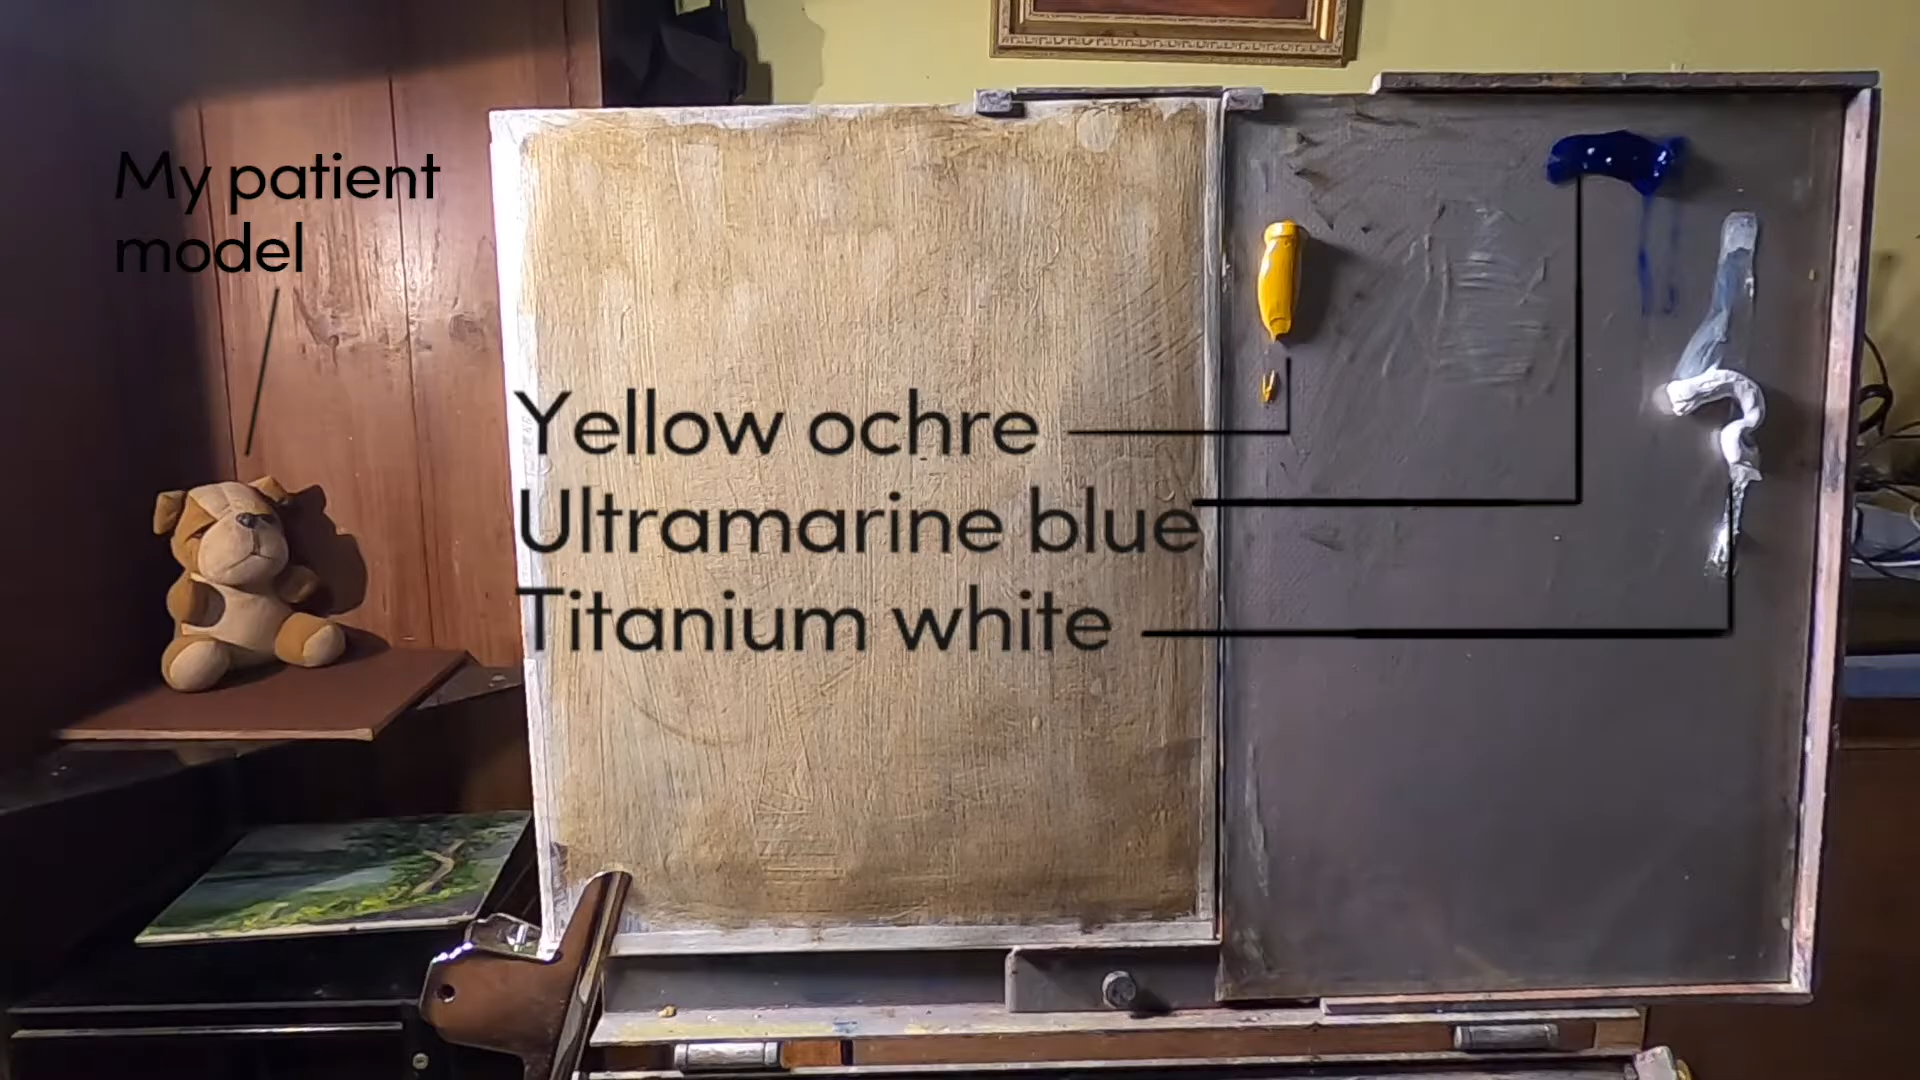 My patient
model
Yellow ochre
Ultramarine blue
Titanium white